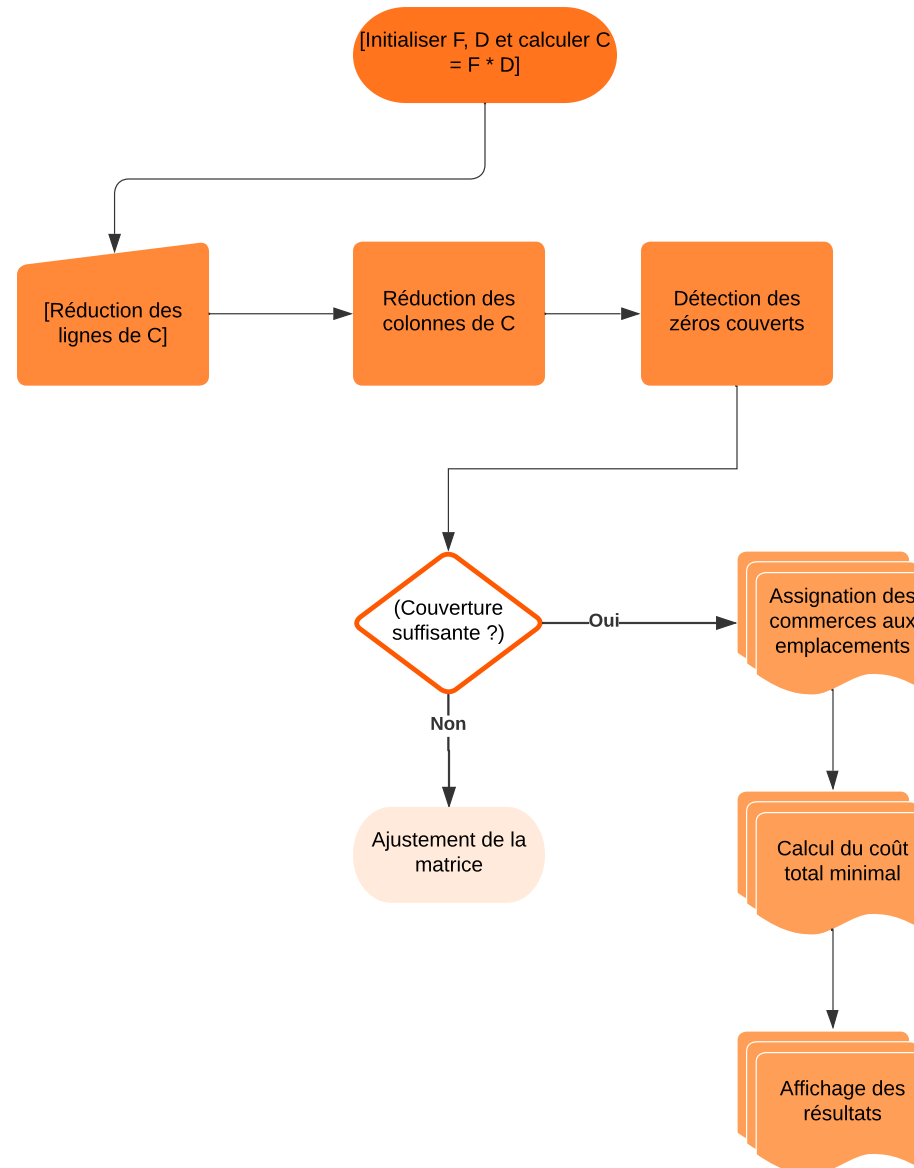 [Initialiser F, D et calculer C
= F * D]
[Réduction des
lignes de C]
Réduction des
colonnes de C
Détection des
zéros couverts
(Couverture
suffisante ?)
Oui
Assignation des
commerces aux
emplacements
Non
Ajustement de la
matrice
Calcul du coût
total minimal
Affichage des
résultats